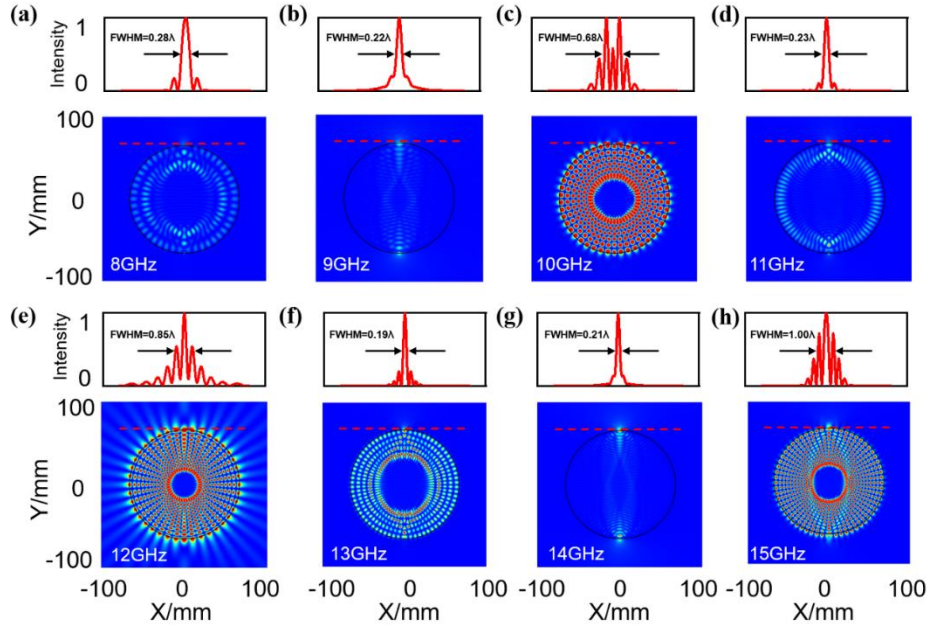 (a) (b) (c) (d)
Intensity 1 0
FWHM=0.28λ FWHM=0.22λ FWHM=0.68λ FWHM=0.23λ
100
Y/mm 0
-100
8GHz 9GHz 10GHz 11GHz
(e) (f) (g) (h)
Intensity 1 0
FWHM=0.85λ FWHM=0.19λ FWHM=0.21λ FWHM=1.00λ
100
Y/mm 0
-100
12GHz 13GHz 14GHz 15GHz
-100 0 100 -100 0 100 -100 0 100 -100 0 100
X/mm X/mm X/mm X/mm